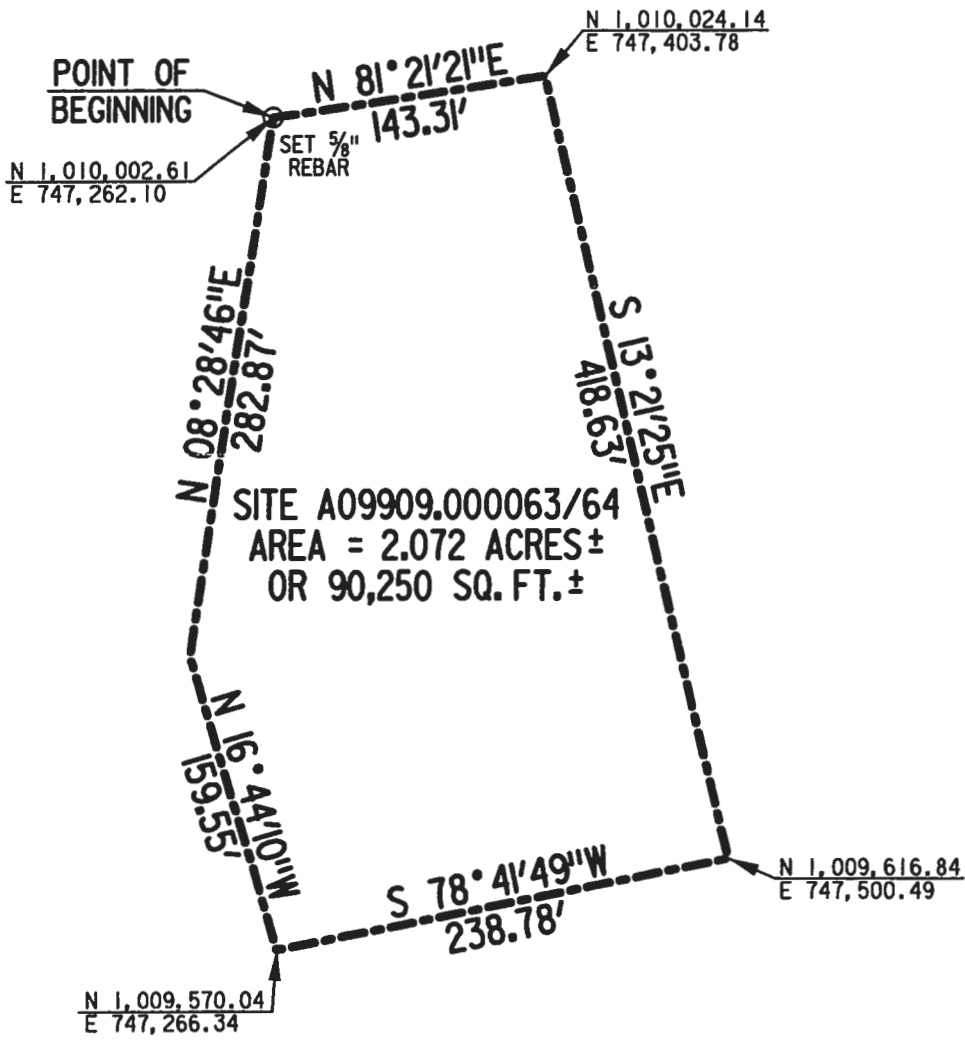 N 1,010,024.14
E 747,403.78
POINT OF
BEGINNING
N 81°21'21"E
143.31'
SET 5/8"
REBAR
N 1,010,002.61
E 747,262.10
N 08°28'46"E
282.87'
S 13°21'25"E
418.63'
SITE A09909.000063/64
AREA = 2.072 ACRES±
OR 90,250 SQ. FT.±
N 16°44'10"W
159.55'
S 78°41'49"W
238.78'
N 1,009,616.84
E 747,500.49
N 1,009,570.04
E 747,266.34